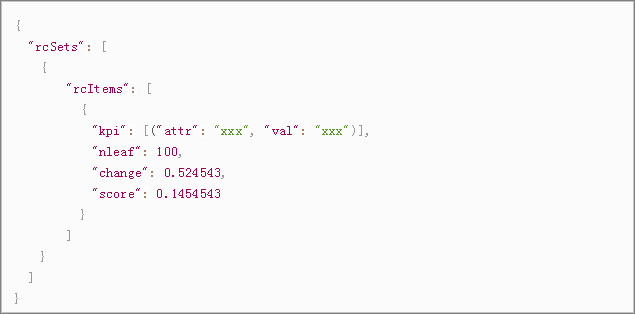 {
"rcSets": [
{
"rcItems": [
{
"kpi": [("attr": "xxx", "val": "xxx")],
"nleaf": 100,
"change": 0.524543,
"score": 0.1454543
}
]
}
]
}